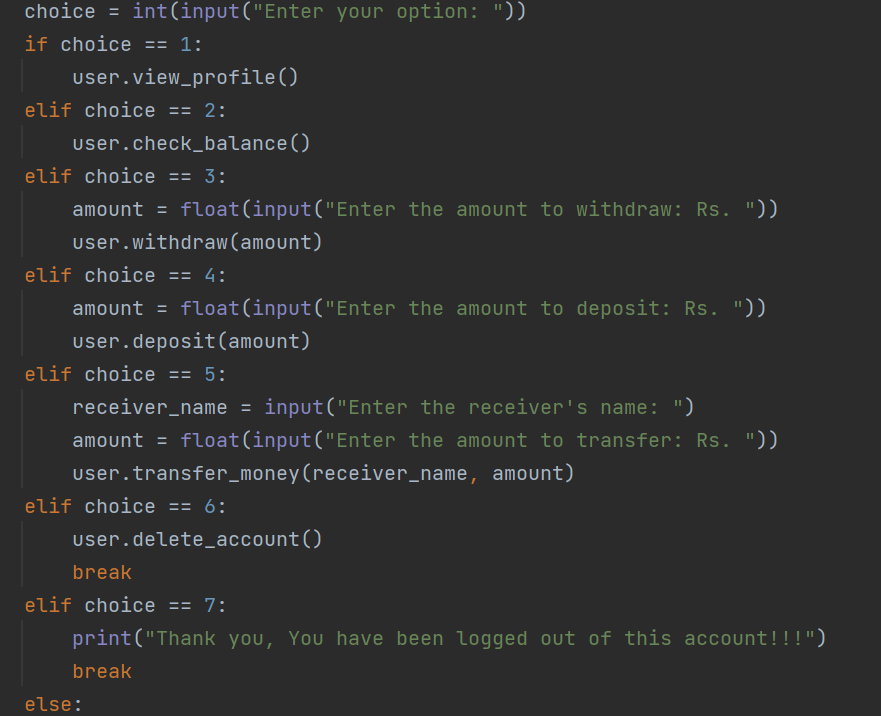 choice = int(input("Enter your option: "))
if choice == 1:
    user.view_profile()
elif choice == 2:
    user.check_balance()
elif choice == 3:
    amount = float(input("Enter the amount to withdraw: Rs. "))
    user.withdraw(amount)
elif choice == 4:
    amount = float(input("Enter the amount to deposit: Rs. "))
    user.deposit(amount)
elif choice == 5:
    receiver_name = input("Enter the receiver's name: ")
    amount = float(input("Enter the amount to transfer: Rs. "))
    user.transfer_money(receiver_name, amount)
elif choice == 6:
    user.delete_account()
    break
elif choice == 7:
    print("Thank you, You have been logged out of this account!!!")
    break
else: